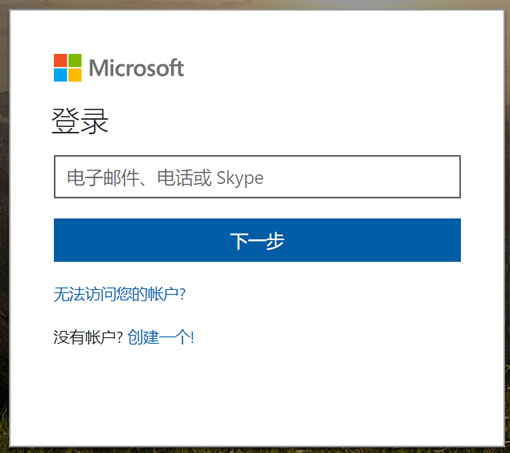 Microsoft
登录
电子邮件、电话或 Skype
下一步
无法访问您的帐户?
没有帐户? 创建一个!